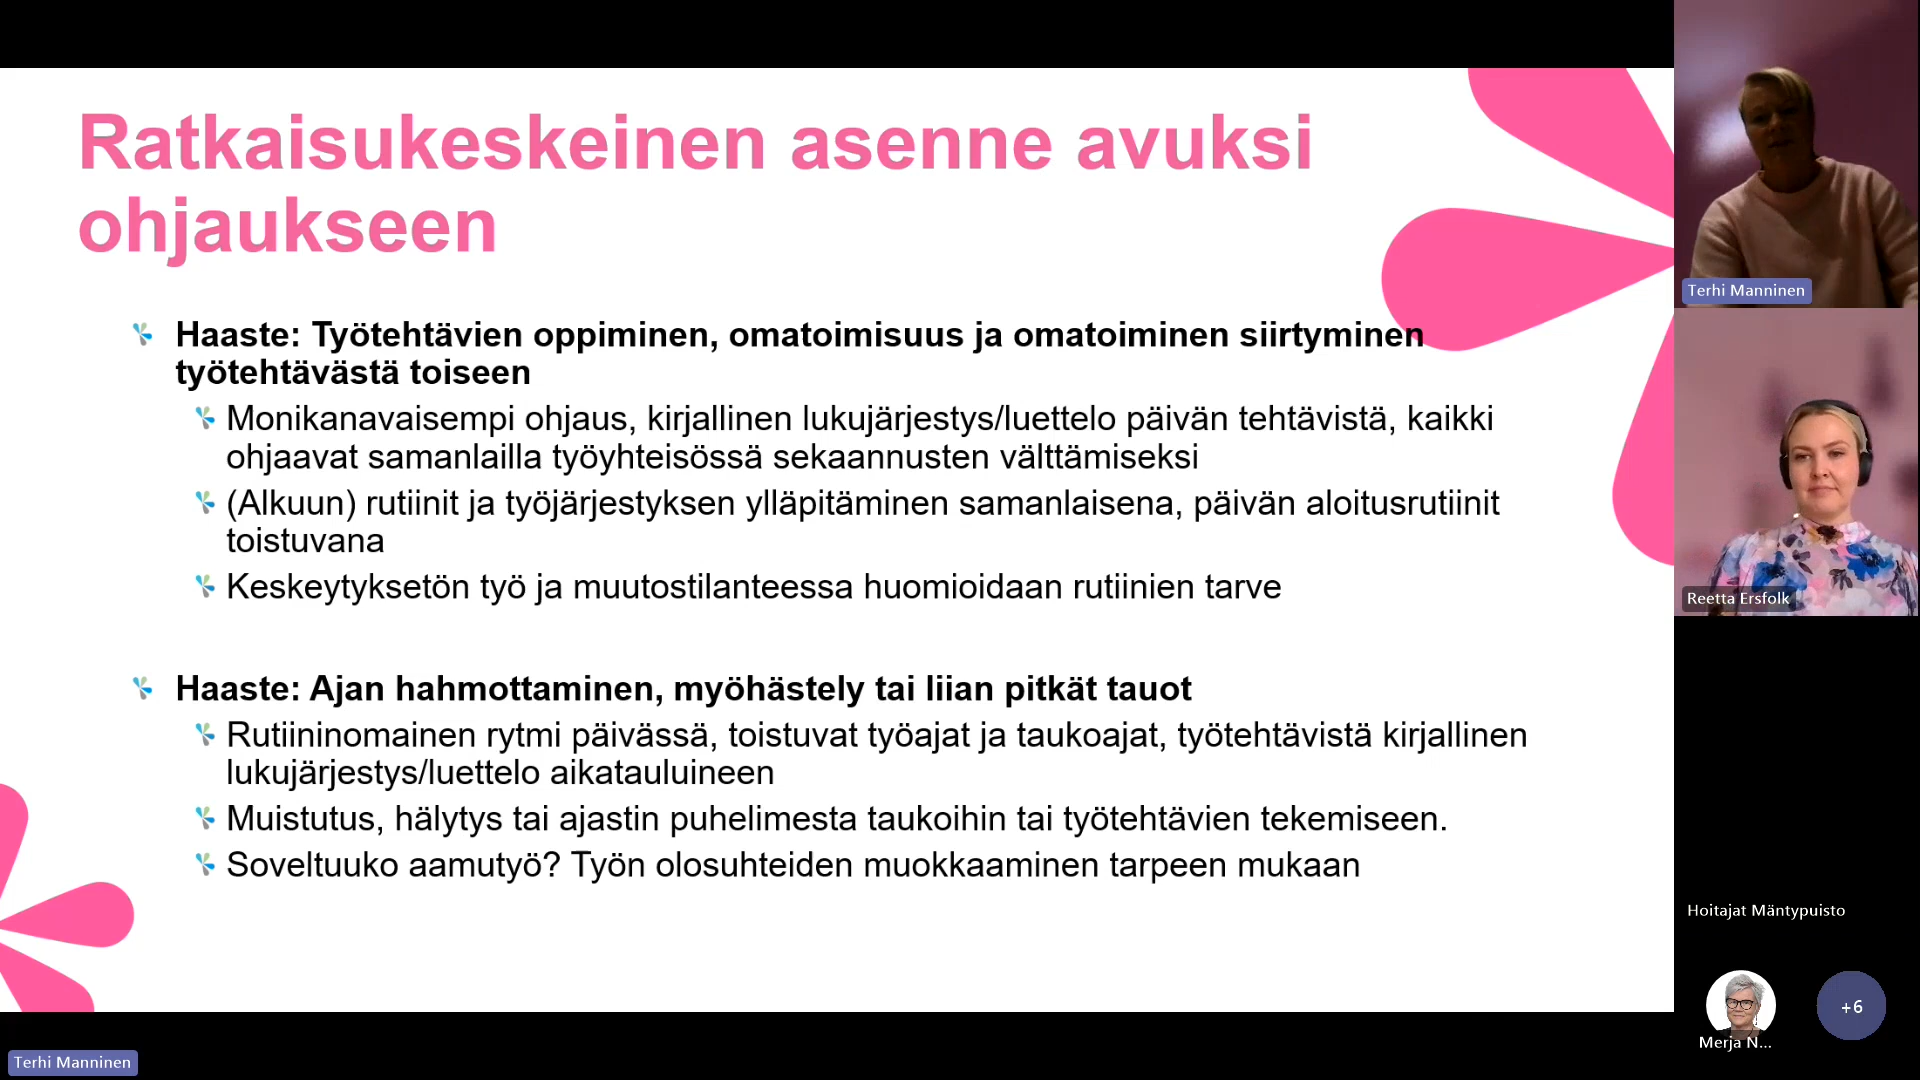 Ratkaisukeskeinen asenne avuksi
ohjaukseen
Haaste: Työtehtävien oppiminen, omatoimisuus ja omatoiminen siirtyminen
työtehtävästä toiseen
Monikanavaisempi ohjaus, kirjallinen lukujärjestys/luettelo päivän tehtävistä, kaikki
ohjaavat samanlailla työyhteisössä sekaannusten välttämiseksi
(Alkuun) rutiinit ja työjärjestyksen ylläpitäminen samanlaisena, päivän aloitusrutiinit
toistuvana
Keskeytyksetön työ ja muutostilanteessa huomioidaan rutiinien tarve
Haaste: Ajan hahmottaminen, myöhästely tai liian pitkät tauot
Rutiininomainen rytmi päivässä, toistuvat työajat ja taukoajat, työtehtävistä kirjallinen
lukujärjestys/luettelo aikatauluineen
Muistutus, hälytys tai ajastin puhelimesta taukoihin tai työtehtävien tekemiseen.
Soveltuuko aamutyö? Työn olosuhteiden muokkaaminen tarpeen mukaan
Terhi Manninen
Reetta Ersfolk
Hoitajat Mäntypuisto
+6
Merja N...
Terhi Manninen